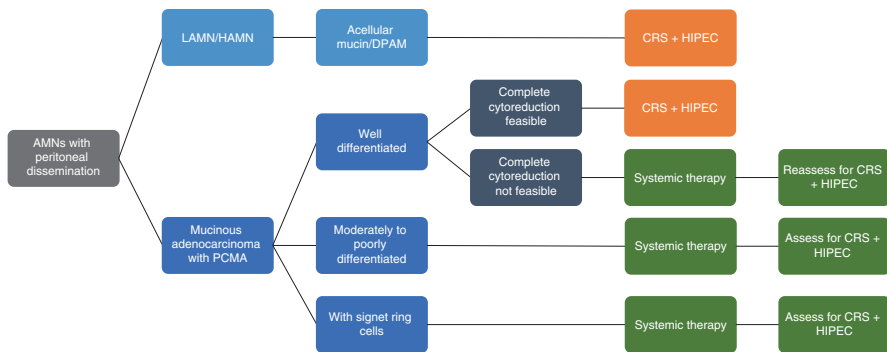 AMNs with
peritoneal
dissemination
LAMN/HAMN
Acellular
mucin/DPAM
CRS + HIPEC
Mucinous
adenocarcinoma
with PCMA
Well
differentiated
Complete
cytoreduction
feasible
CRS + HIPEC
Complete
cytoreduction
not feasible
Systemic therapy
Reassess for CRS
+ HIPEC
Moderately to
poorly
differentiated
Systemic therapy
Assess for CRS +
HIPEC
With signet ring
cells
Systemic therapy
Assess for CRS +
HIPEC